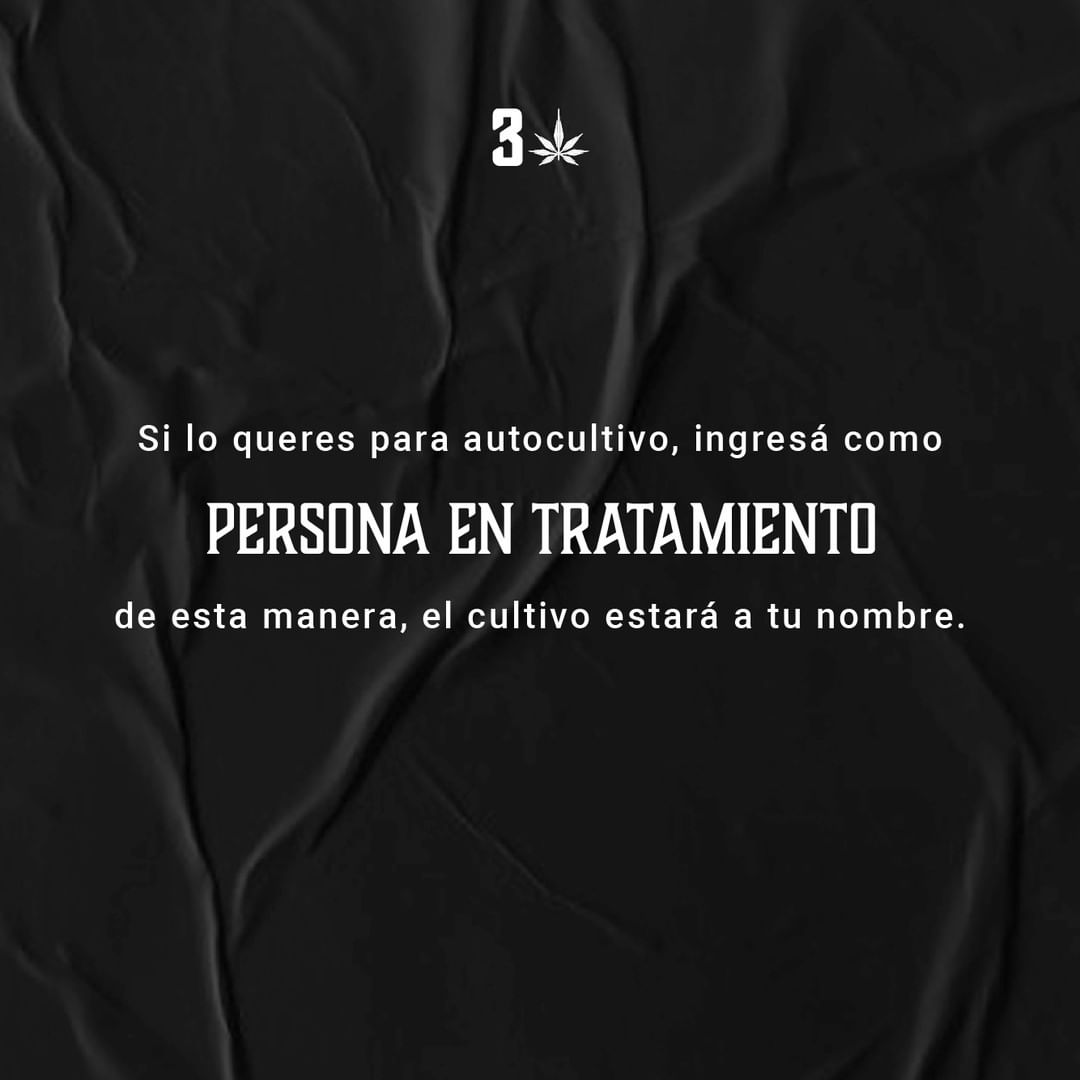 3
Si lo queres para autocultivo, ingresá como
PERSONA EN TRATAMIENTO
de esta manera, el cultivo estará a tu nombre.